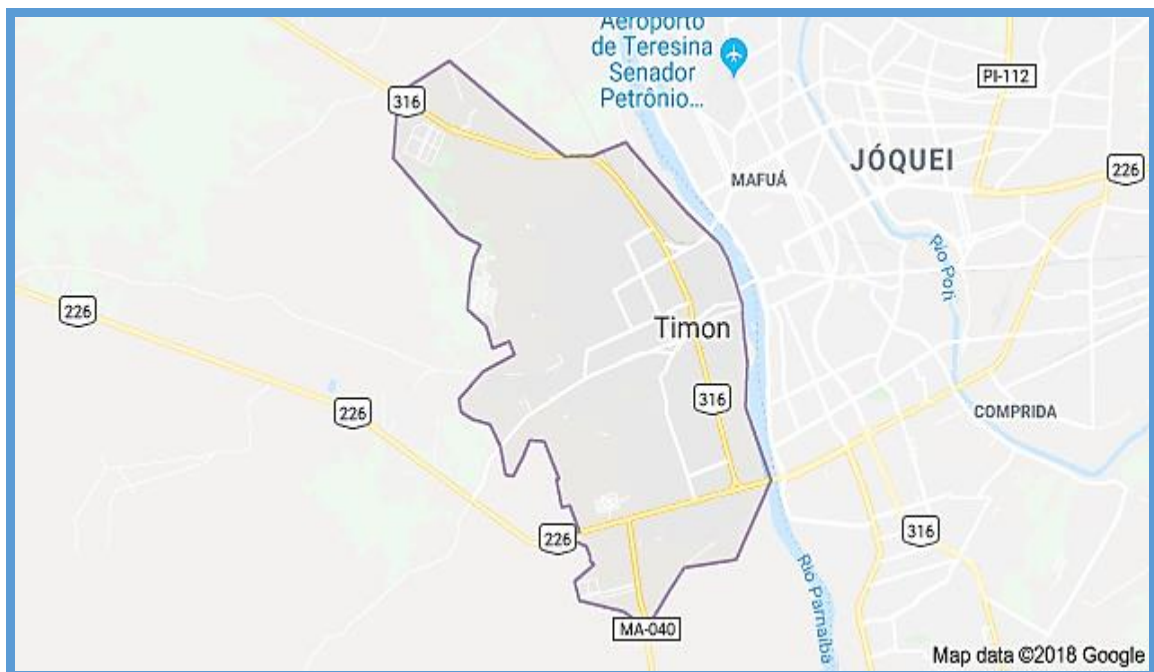 Aeroporto
de Teresina
Senador
Petrônio...
PI-112
316
JÓQUEI
226
MAFUÁ
Rio Poti
226
Timon
316
226
COMPRIDA
316
226
Rio Parnaíba
MA-040
Map data ©2018 Google